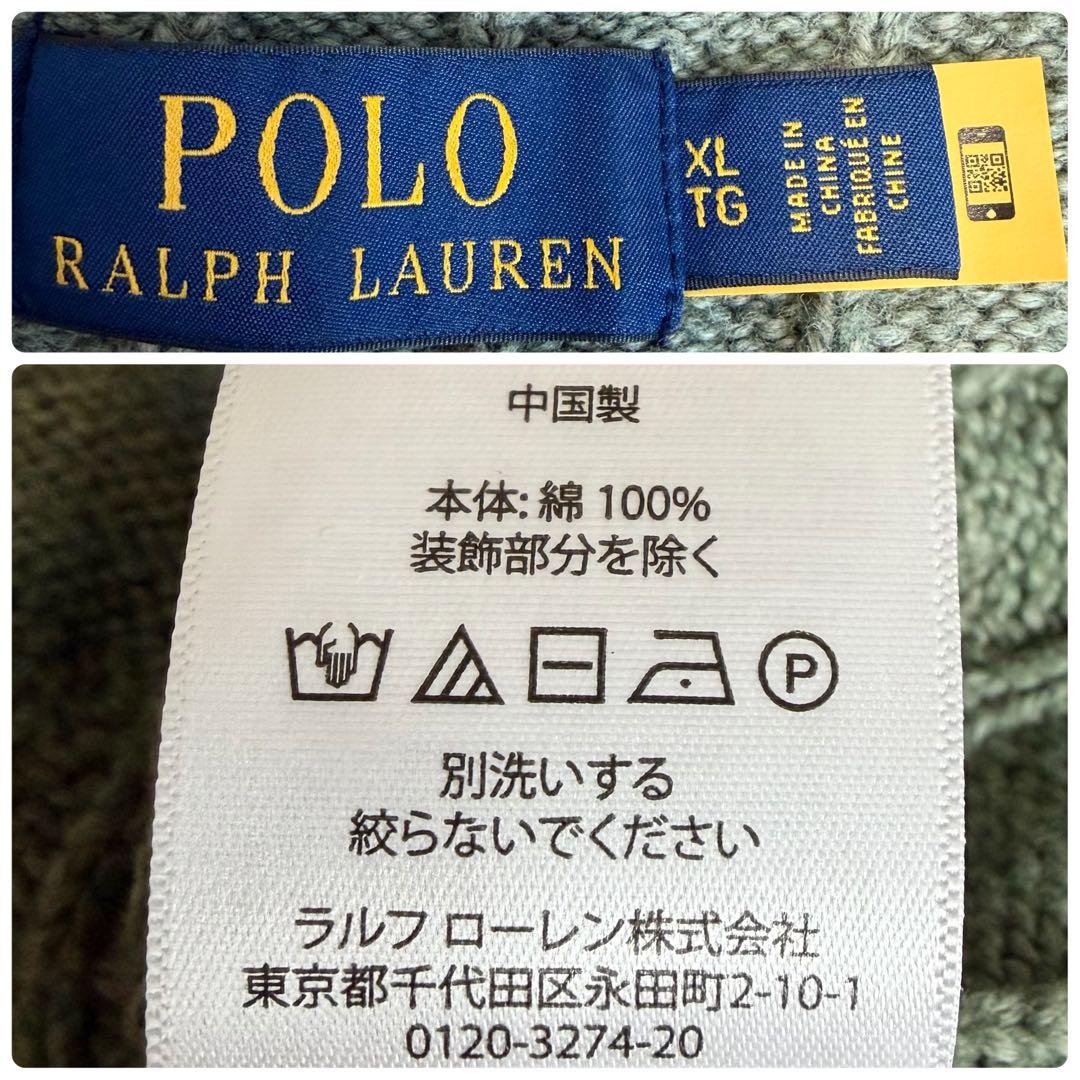 POLO
RALPH LAUREN
XL
TG
MADE IN
CHINA
FABRIQUÉ EN
CHINE
中国製
本体: 綿 100%
装飾部分を除く
P
別洗いする
絞らないでください
ラルフ ローレン株式会社
東京都千代田区永田町2-10-1
0120-3274-20